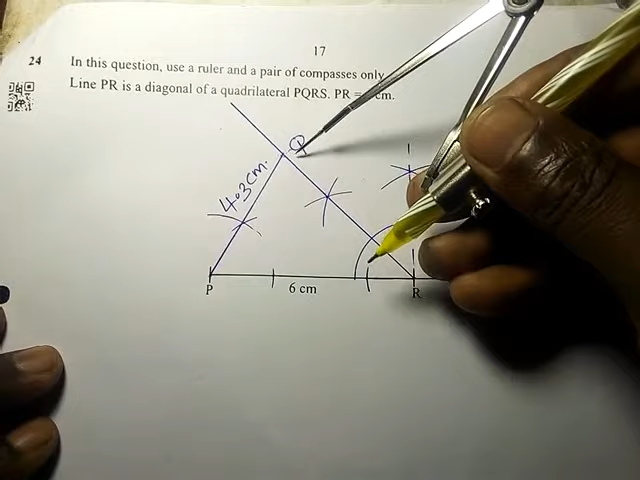 17
24 In this question, use a ruler and a pair of compasses only
Line PR is a diagonal of a quadrilateral PQRS. PR = cm.
Q
4.3cm.
P 6 cm R